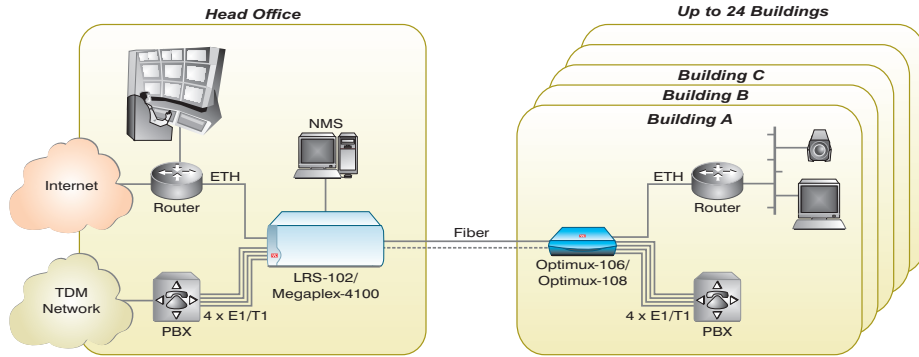 Head Office
Up to 24 Buildings
Building C
Building B
Building A
NMS
Internet
ETH
Router
ETH
Router
Fiber
LRS-102/
Megaplex-4100
Optimux-106/
Optimux-108
TDM
Network
4 x E1/T1
PBX
4 x E1/T1
PBX